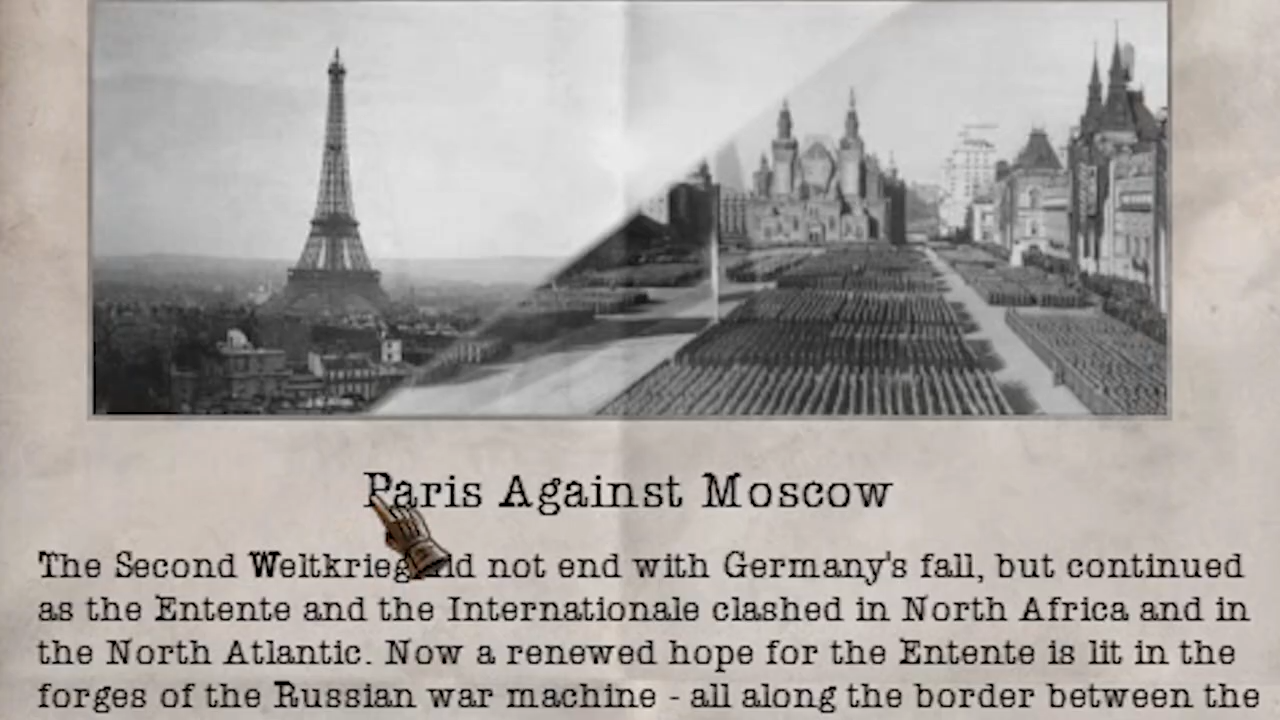 Paris Against Moscow
The Second Weltkrieg did not end with Germany's fall, but continued
as the Entente and the Internationale clashed in North Africa and in
the North Atlantic. Now a renewed hope for the Entente is lit in the
forges of the Russian war machine - all along the border between the